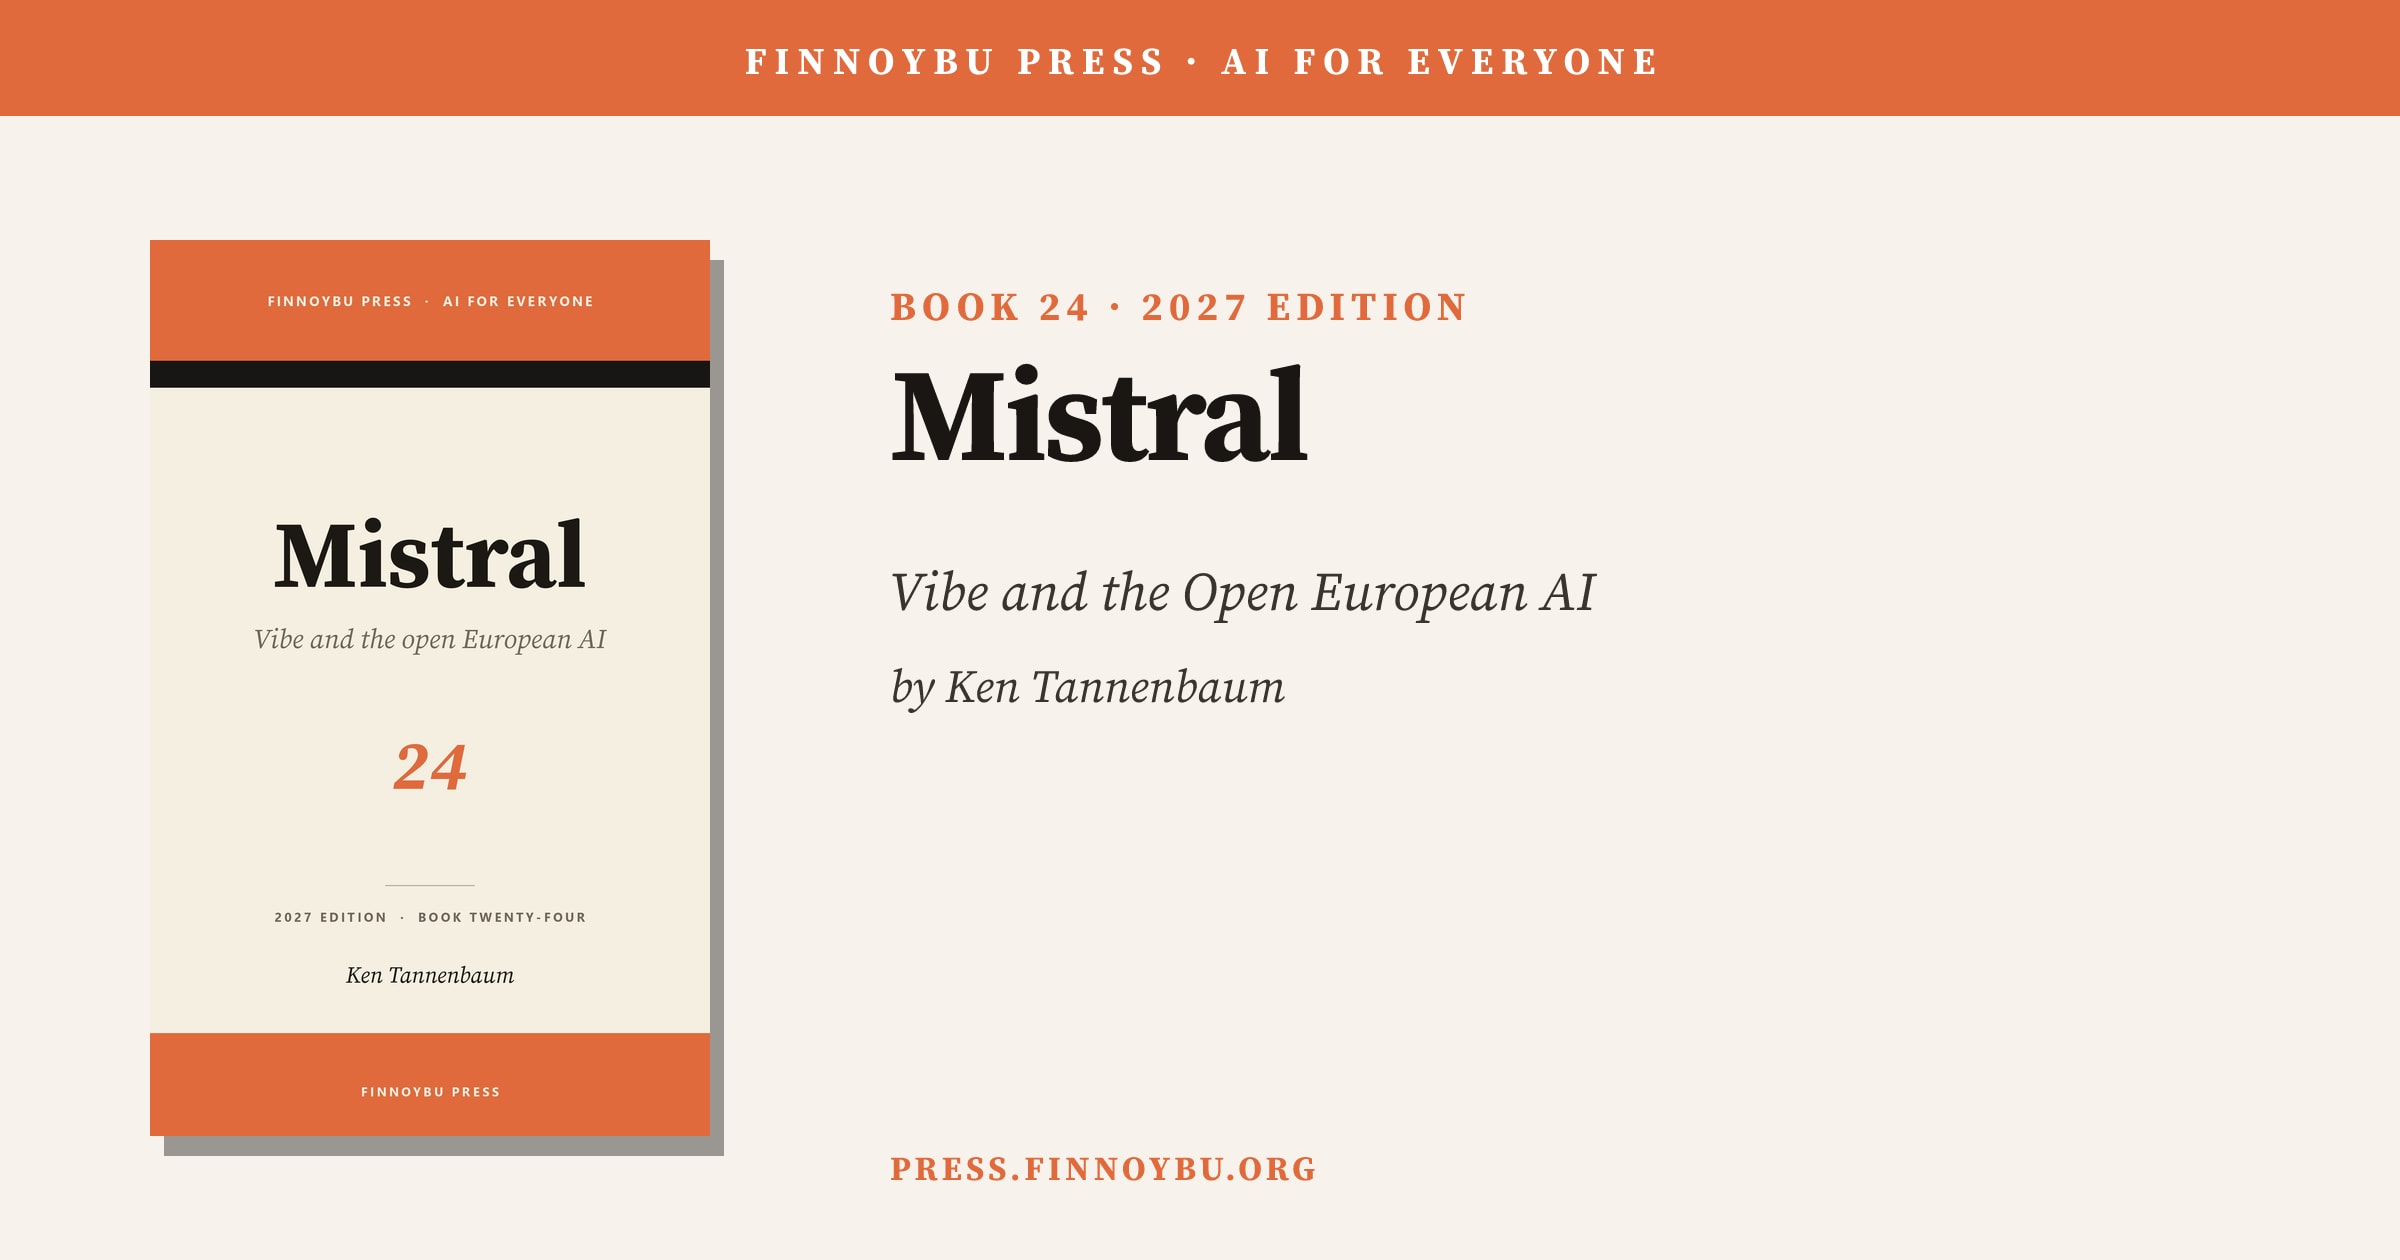 FINNOYBU PRESS · AI FOR EVERYONE
FINNOYBU PRESS · AI FOR EVERYONE
Mistral
Vibe and the open European AI
24
2027 EDITION · BOOK TWENTY-FOUR
Ken Tannenbaum
FINNOYBU PRESS
BOOK 24 · 2027 EDITION
Mistral
Vibe and the Open European AI
by Ken Tannenbaum
PRESS.FINNOYBU.ORG